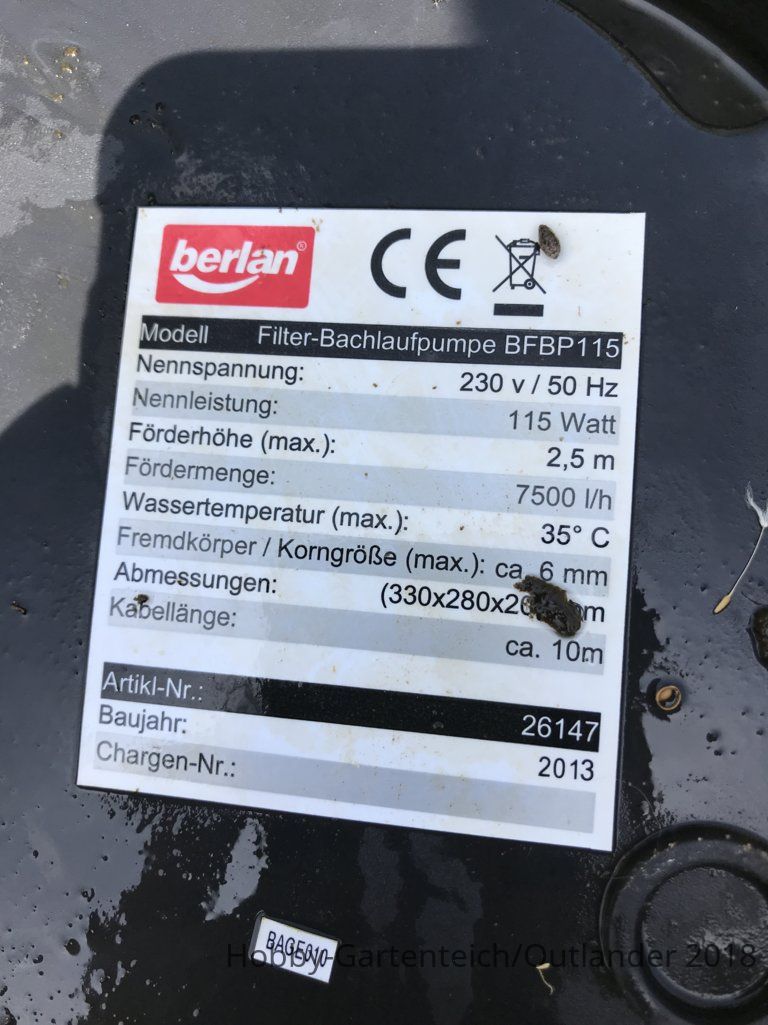 berlan®
CE
Modell Filter-Bachlaufpumpe BFBP115
Nennspannung: 230 v / 50 Hz
Nennleistung: 115 Watt
Förderhöhe (max.): 2,5 m
Fördermenge: 7500 l/h
Wassertemperatur (max.): 35° C
Fremdkörper / Korngröße (max.): ca. 6 mm
Abmessungen:
Kabellänge: ca. 10m
Artikl-Nr.: 26147
Baujahr: 2013
Chargen-Nr.:
Hobby-Gartenteich/Outlander 2018